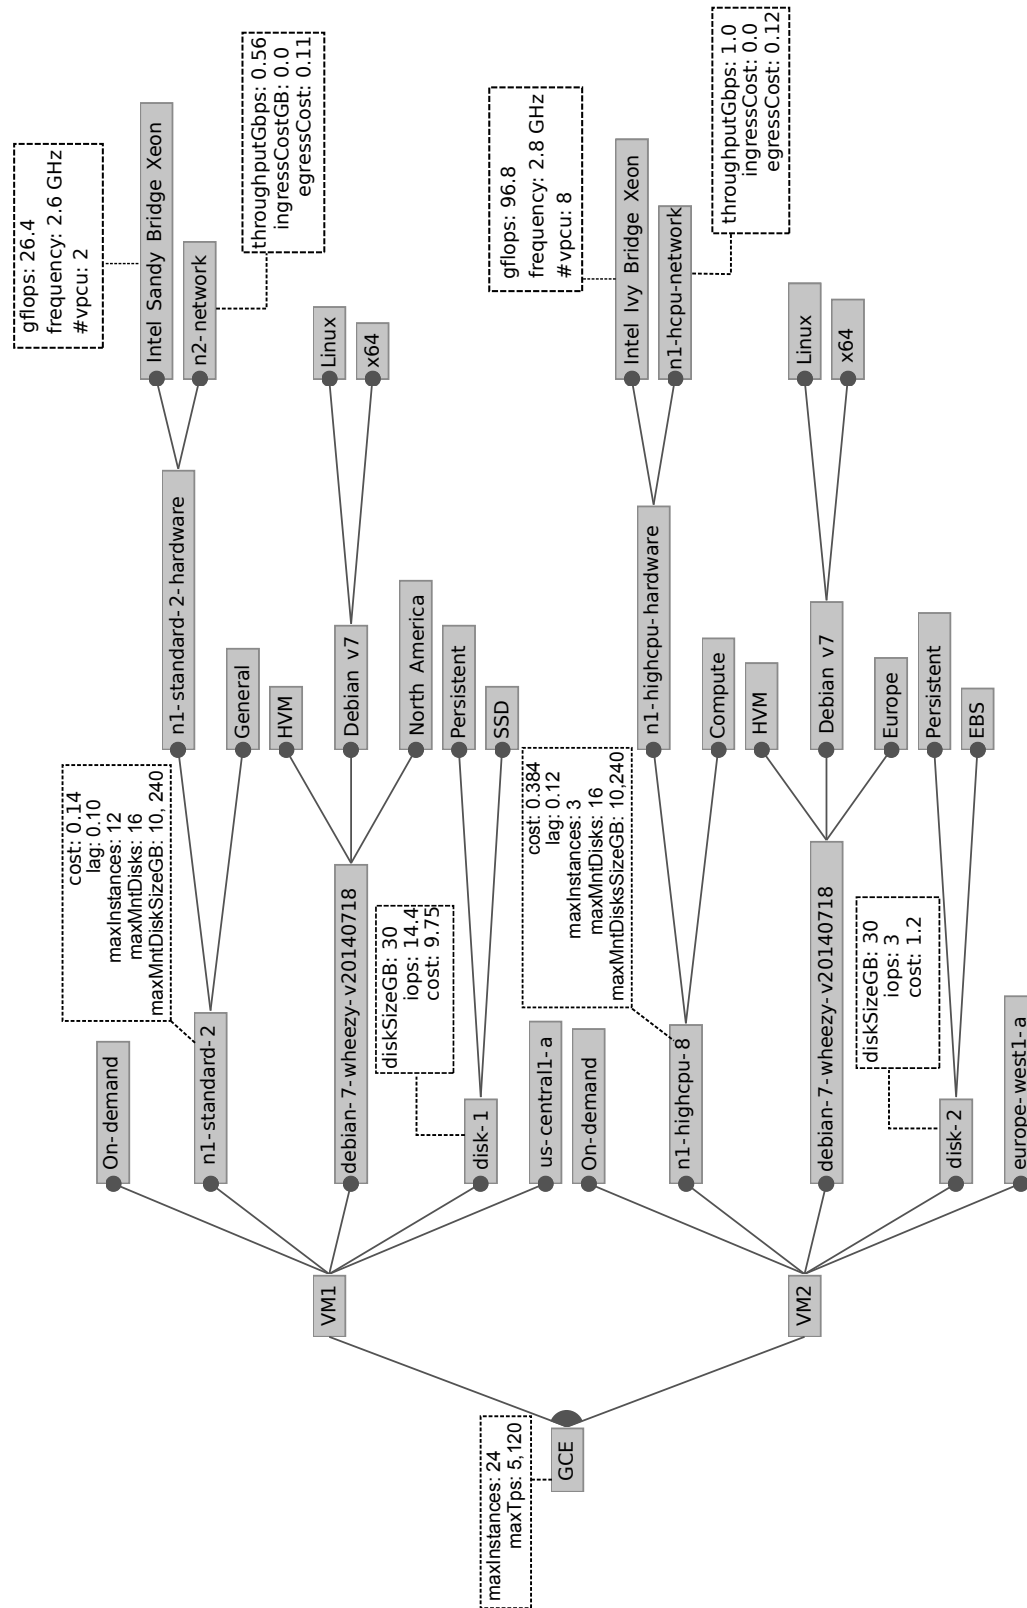 maxInstances: 24
maxTps: 5,120
GCE
VM1
On-demand
n1-standard-2
cost: 0.14
lag: 0.10
maxInstances: 12
maxMntDisks: 16
maxMntDiskSizeGB: 10, 240
n1-standard-2-hardware
Intel Sandy Bridge Xeon
gflops: 26.4
frequency: 2.6 GHz
#vpcu: 2
n2-network
throughputGbps: 0.56
ingressCostGB: 0.0
egressCost: 0.11
General
debian-7-wheezy-v20140718
HVM
Debian v7
Linux
x64
North America
disk-1
diskSizeGB: 30
iops: 14.4
cost: 9.75
Persistent
SSD
us-central1-a
VM2
On-demand
n1-highcpu-8
cost: 0.384
lag: 0.12
maxInstances: 3
maxMntDisks: 16
maxMntDisksSizeGB: 10,240
n1-highcpu-hardware
Intel Ivy Bridge Xeon
gflops: 96.8
frequency: 2.8 GHz
#vpcu: 8
n1-hcpu-network
throughputGbps: 1.0
ingressCost: 0.0
egressCost: 0.12
Compute
debian-7-wheezy-v20140718
HVM
Debian v7
Linux
x64
Europe
disk-2
diskSizeGB: 30
iops: 3
cost: 1.2
Persistent
EBS
europe-west1-a